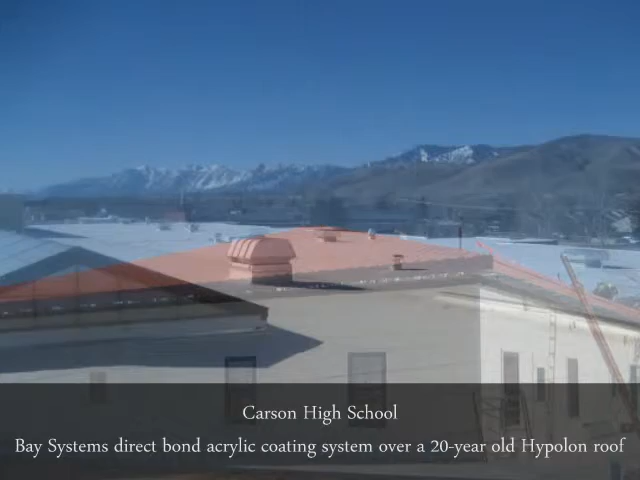 Carson High School
Bay Systems direct bond acrylic coating system over a 20-year old Hypolon roof